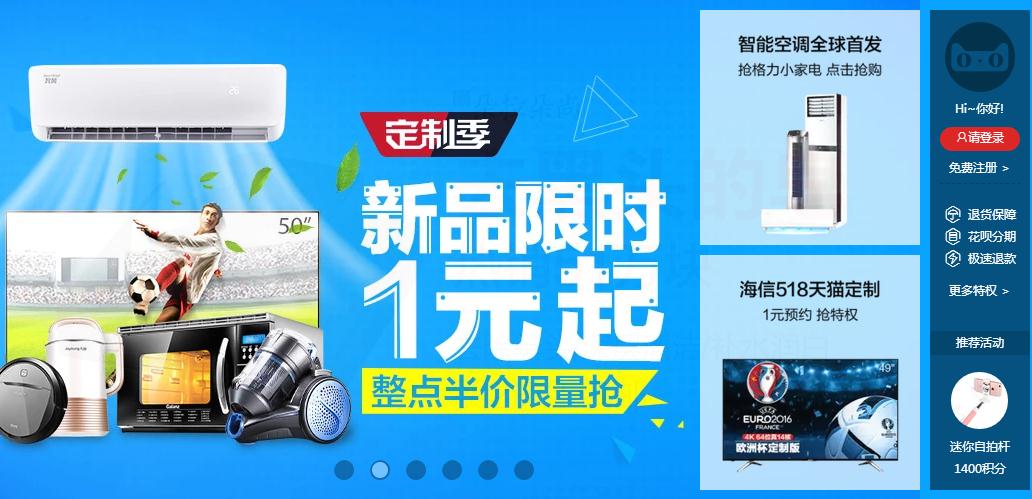 26
50"
定制季
新品限时
1元起
整点半价限量抢
Galanz
智能空调全球首发
抢格力小家电 点击抢购
海信518天猫定制
1元预约 抢特权
49"
UEFA
EURO2016
FRANCE
4K 64位真14核
欧洲杯定制版
Hi~你好!
请登录
免费注册 >
退货保障
花呗分期
极速退款
更多特权 >
推荐活动
迷你自拍杆
1400积分